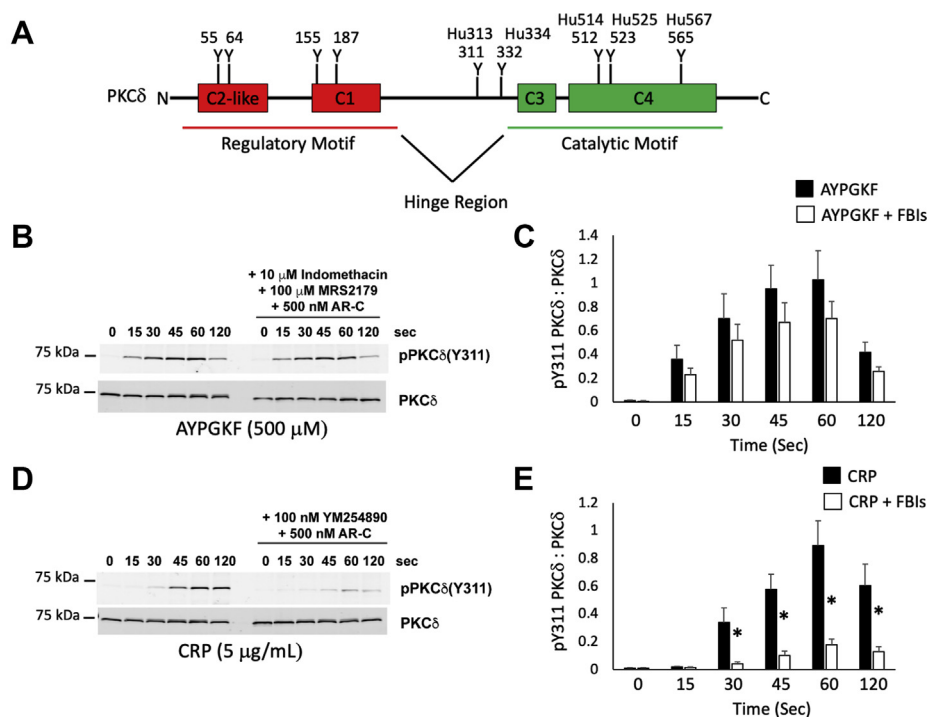 A
55 64 155 187 Hu313 311 Hu334 332 Hu514 512 Hu525 523 Hu567 565
Y Y Y Y Y Y Y Y Y
PKCδ N C2-like C1 C3 C4 C
Regulatory Motif Catalytic Motif
Hinge Region
B
+ 10 μM Indomethacin
+ 100 μM MRS2179
+ 500 nM AR-C
0 15 30 45 60 120 0 15 30 45 60 120 sec
75 kDa pPKCδ(Y311)
75 kDa PKCδ
AYPGKF (500 μM)
C
AYPGKF
AYPGKF + FBIs
pY311 PKCδ : PKCδ
1.4
1.2
1
0.8
0.6
0.4
0.2
0
0 15 30 45 60 120
Time (Sec)
D
+ 100 nM YM254890
+ 500 nM AR-C
0 15 30 45 60 120 0 15 30 45 60 120 sec
75 kDa pPKCδ(Y311)
75 kDa PKCδ
CRP (5 μg/mL)
E
CRP
CRP + FBIs
pY311 PKCδ : PKCδ
1.2
1
0.8
0.6
0.4
0.2
0
* * * *
0 15 30 45 60 120
Time (Sec)